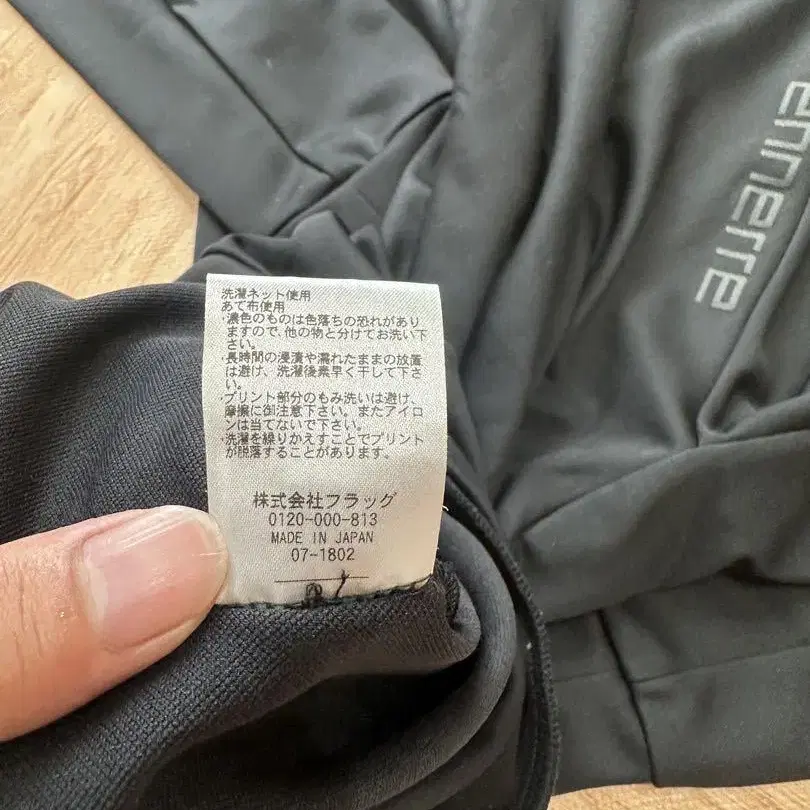 洗濯ネット使用
あて布使用
・濃色のものは色落ちの恐れがあり
ますので、他の物と分けてお洗い下
さい。
・長時間の浸漬や濡れたままの放置
は避け、洗濯後素早く干して下さ
い。
・プリント部分のもみ洗いは避け、
摩擦に御注意下さい。またアイロ
ンは当てないで下さい。
・洗濯を繰りかえすことでプリント
が脱落することがあります。
株式会社フラッグ
0120-000-813
MADE IN JAPAN
07-1802
ennerre